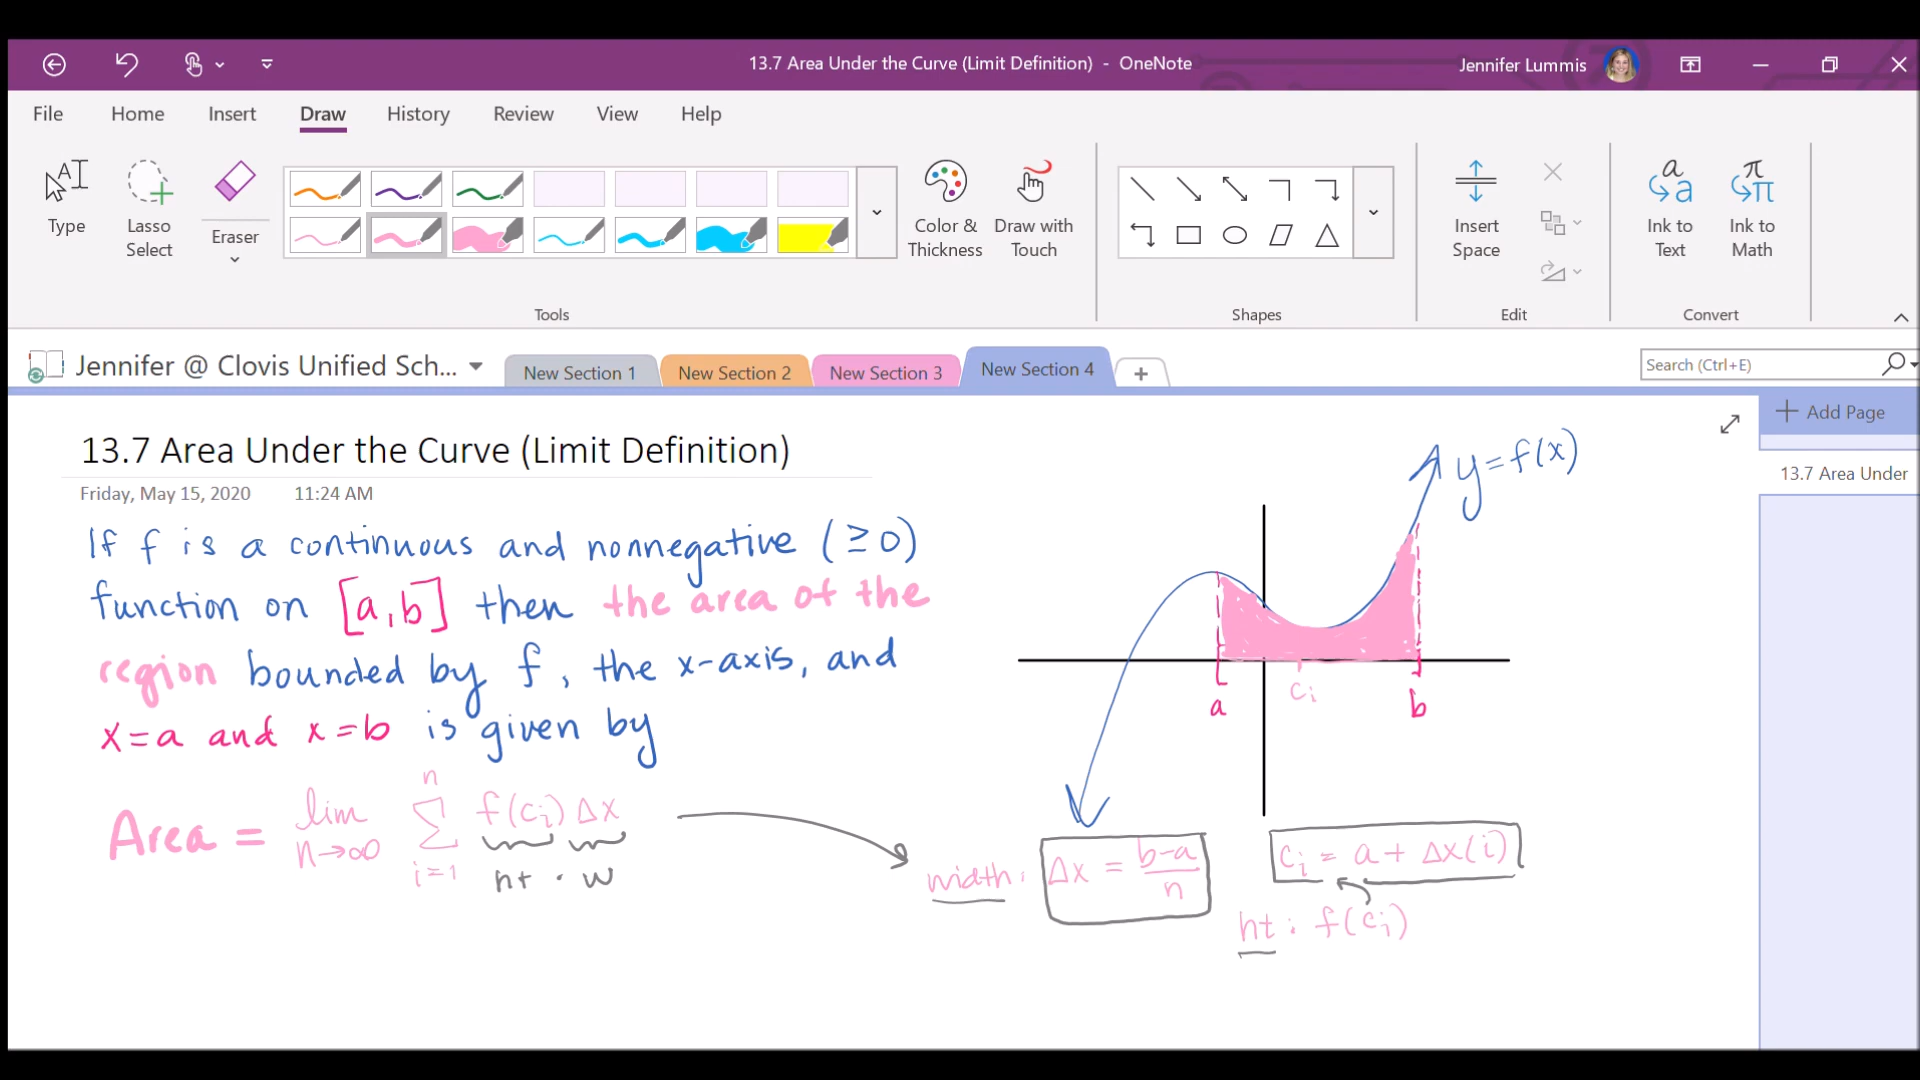 13.7 Area Under the Curve (Limit Definition) - OneNote
Jennifer Lummis
File Home Insert Draw History Review View Help
Type
Lasso Select
Eraser
Color & Thickness
Draw with Touch
Insert Space
Ink to Text
Ink to Math
Tools
Shapes
Edit
Convert
Jennifer @ Clovis Unified Sch...
New Section 1
New Section 2
New Section 3
New Section 4
Search (Ctrl+E)
Add Page
13.7 Area Under
13.7 Area Under the Curve (Limit Definition)
Friday, May 15, 2020 11:24 AM
If f is a continuous and nonnegative (≥0)
function on [a,b] then the area of the
region bounded by f, the x-axis, and
x=a and x=b is given by
Area = lim n→∞ Σ i=1 n f(ci) Δx
ht · w
y=f(x)
a
ci
b
width: Δx = b-a/n
ci = a + Δx(i)
ht: f(ci)